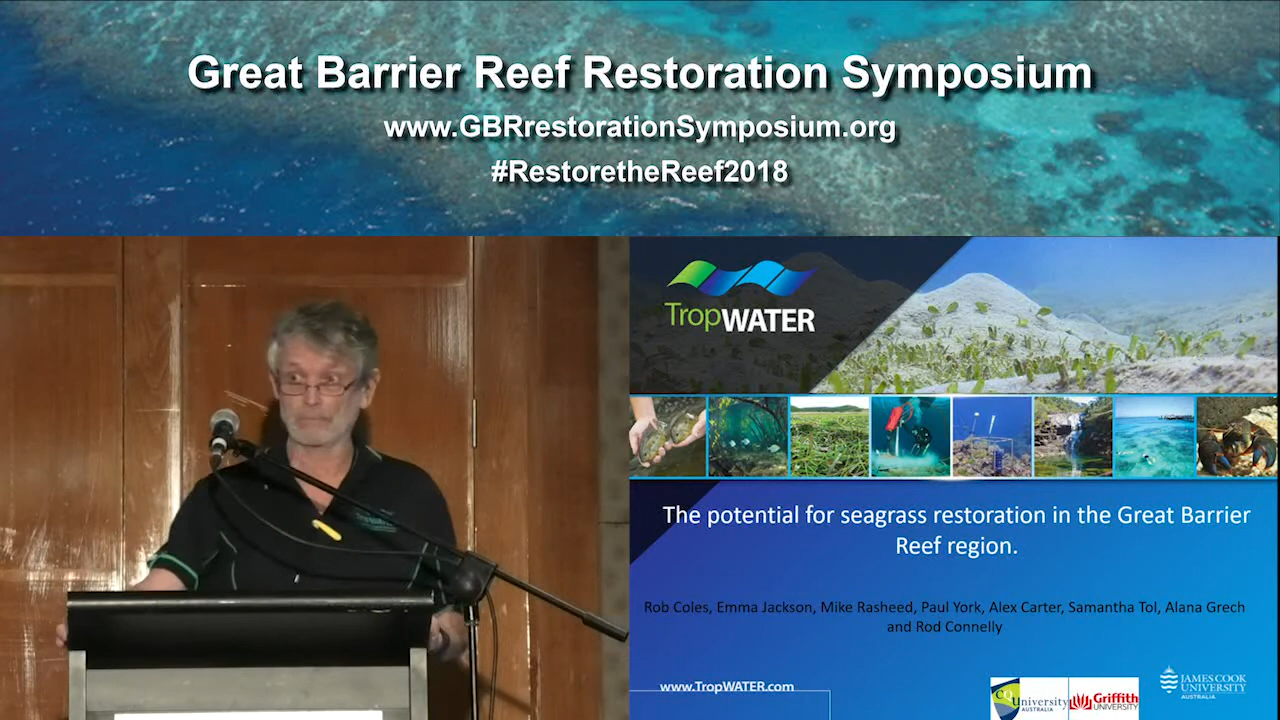 Great Barrier Reef Restoration Symposium
www.GBRrestorationSymposium.org
#RestoretheReef2018
TropWATER
The potential for seagrass restoration in the Great Barrier
Reef region.
Rob Coles, Emma Jackson, Mike Rasheed, Paul York, Alex Carter, Samantha Tol, Alana Grech
and Rod Connelly
www.TropWATER.com
CQUniversity
AUSTRALIA
Griffith
UNIVERSITY
JAMES COOK
UNIVERSITY
AUSTRALIA